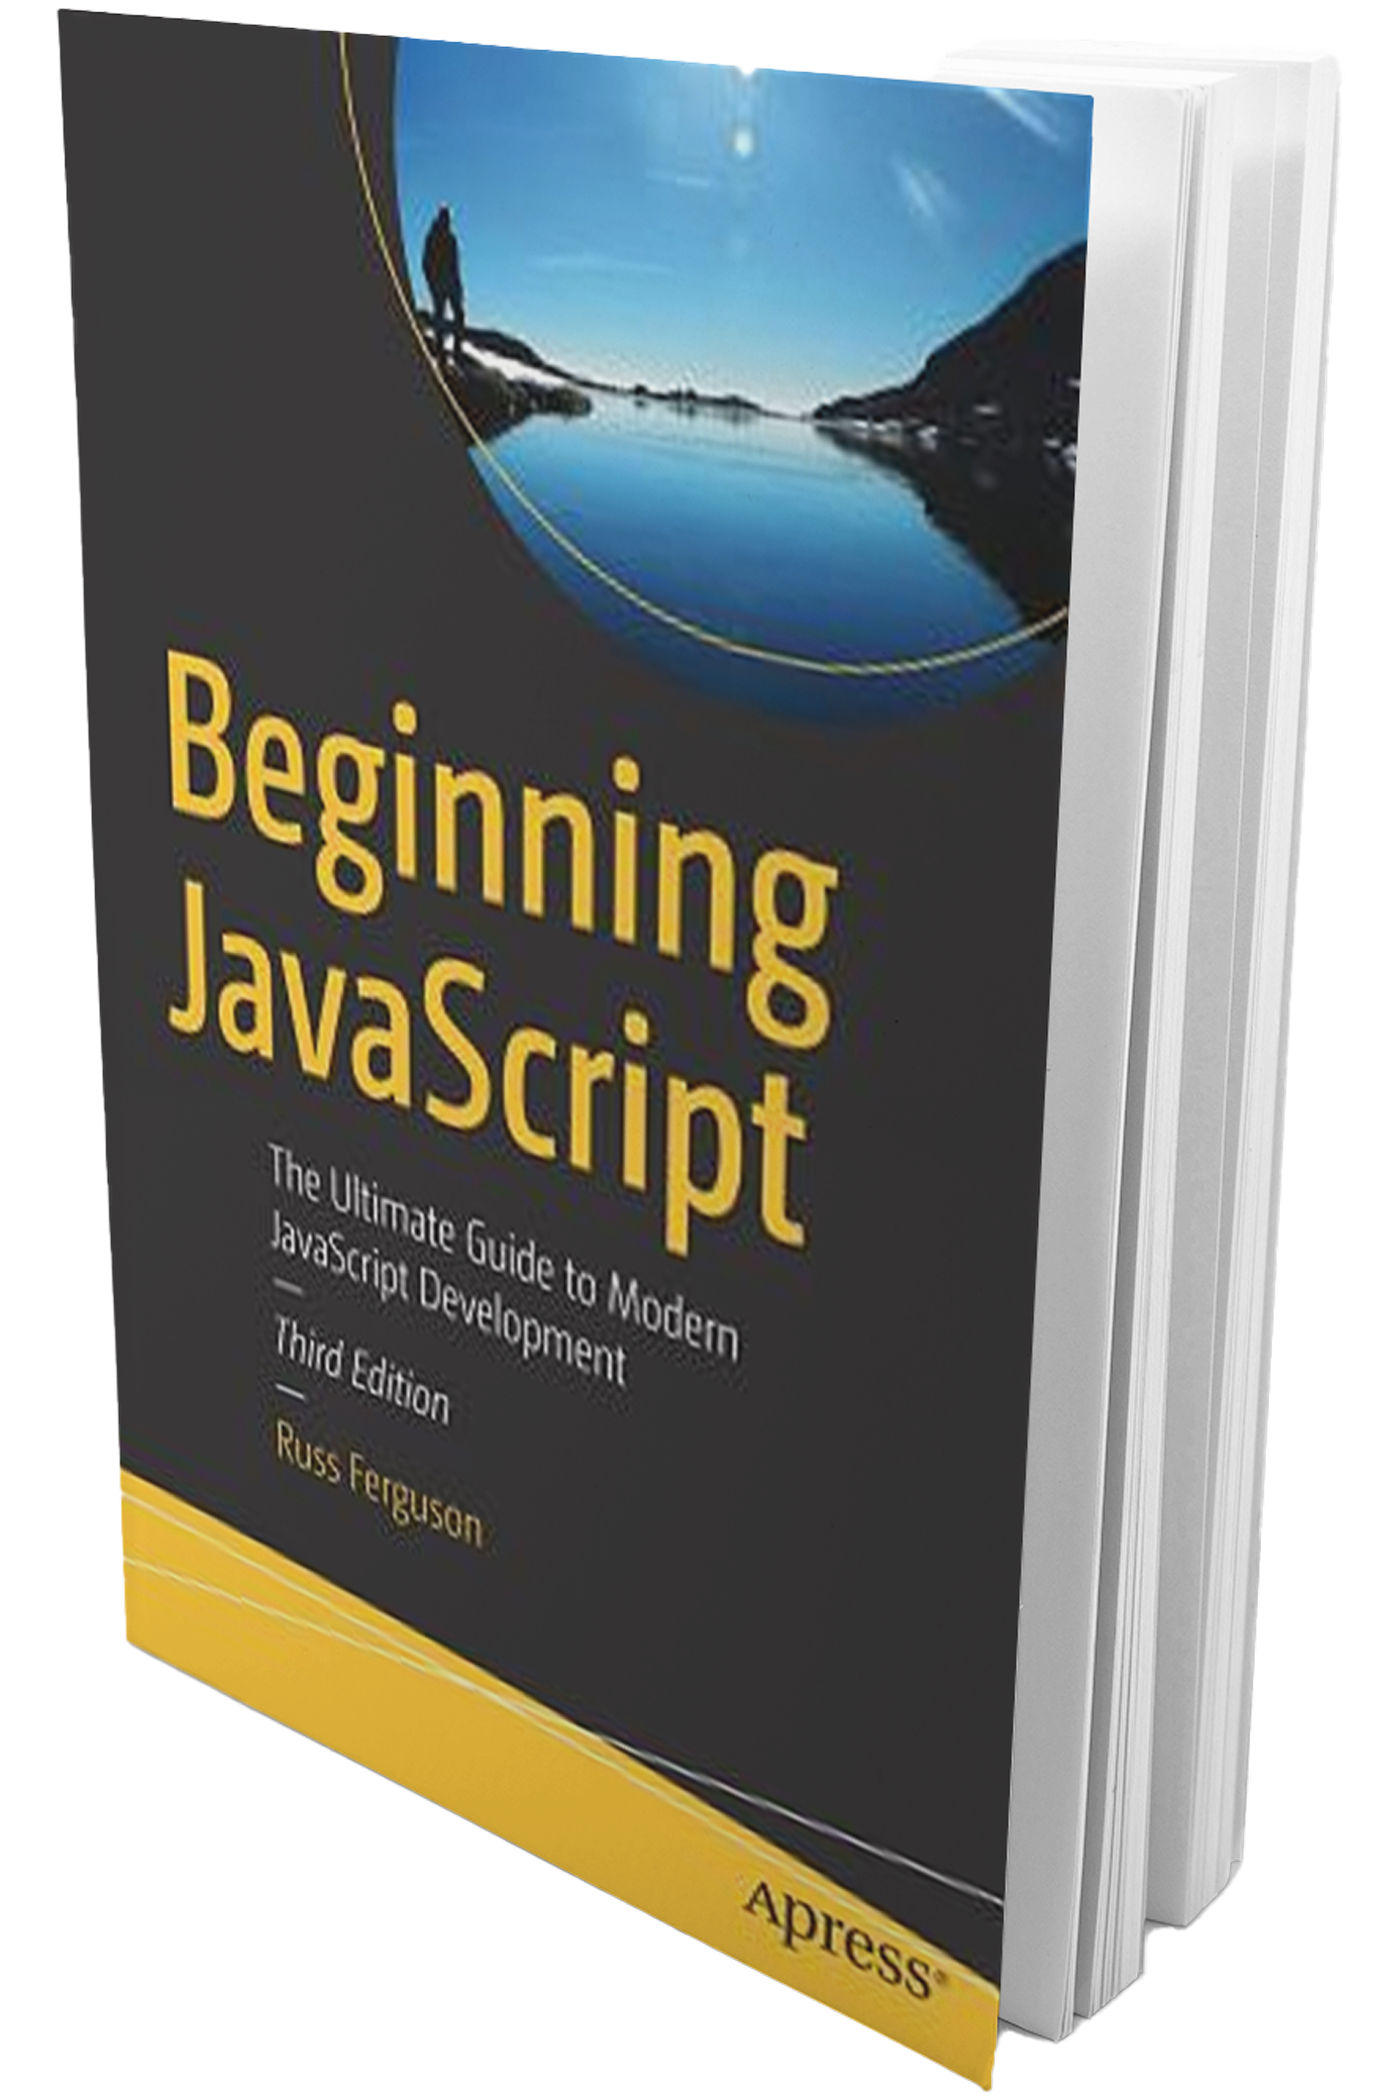 Beginning
JavaScript
The Ultimate Guide to Modern
JavaScript Development
—
Third Edition
—
Russ Ferguson
Apress®